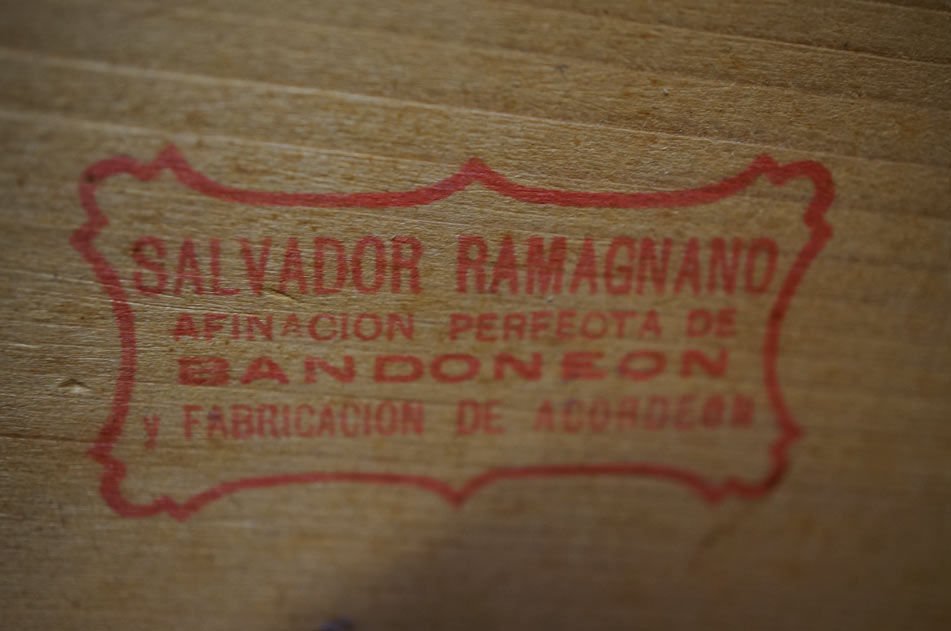 SALVADOR RAMAGNANO
AFINACION PERFECTA DE
BANDONEON
y FABRICACION DE ACORDEON